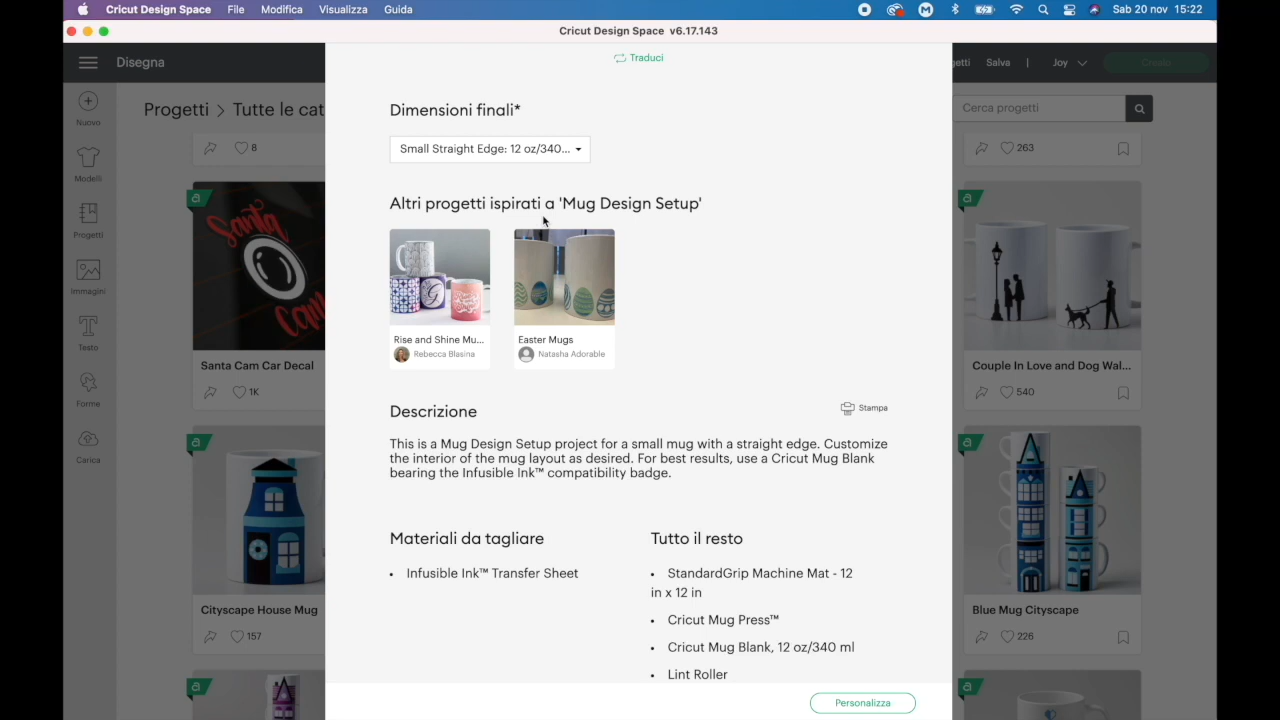 Cricut Design Space File Modifica Visualizza Guida
Sab 20 nov 15:22
Cricut Design Space v6.17.143
Disegna
Salva | Joy
Traduci
Progetti > Tutte le cat
Cerca progetti
Nuovo
Modelli
Progetti
Immagini
Testo
Forme
Carica
8
Santa
Santa Cam Car Decal
1K
Cityscape House Mug
157
Dimensioni finali*
Small Straight Edge: 12 oz/340...
Altri progetti ispirati a 'Mug Design Setup'
Rise and Shine Mu...
Rebecca Blasina
Easter Mugs
Natasha Adorable
Descrizione
Stampa
This is a Mug Design Setup project for a small mug with a straight edge. Customize
the interior of the mug layout as desired. For best results, use a Cricut Mug Blank
bearing the Infusible Ink™ compatibility badge.
Materiali da tagliare
• Infusible Ink™ Transfer Sheet
Tutto il resto
• StandardGrip Machine Mat - 12
in x 12 in
• Cricut Mug Press™
• Cricut Mug Blank, 12 oz/340 ml
• Lint Roller
Personalizza
263
Couple In Love and Dog Wal...
540
Blue Mug Cityscape
226